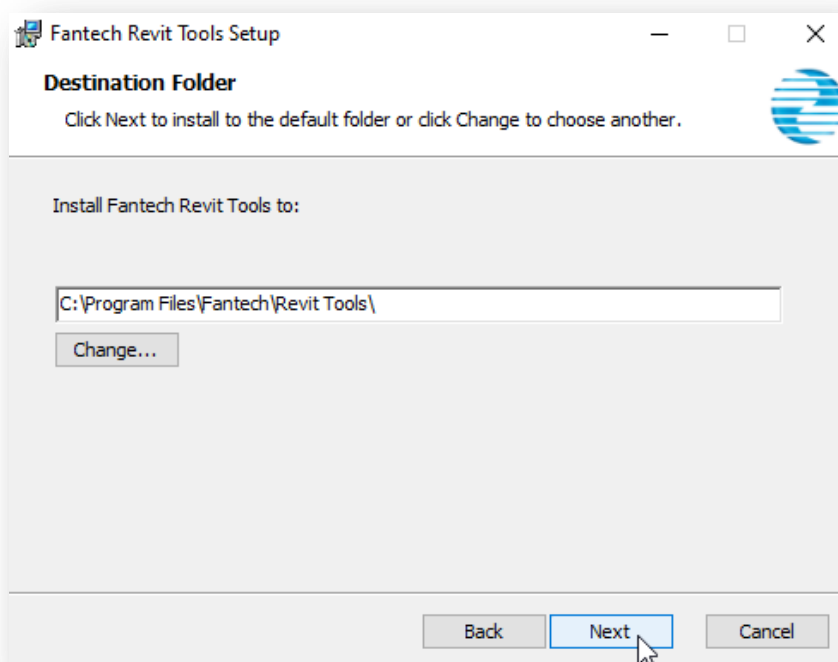 Fantech Revit Tools Setup
Destination Folder
Click Next to install to the default folder or click Change to choose another.
Install Fantech Revit Tools to:
C:\Program Files\Fantech\Revit Tools\
Change...
Back Next Cancel